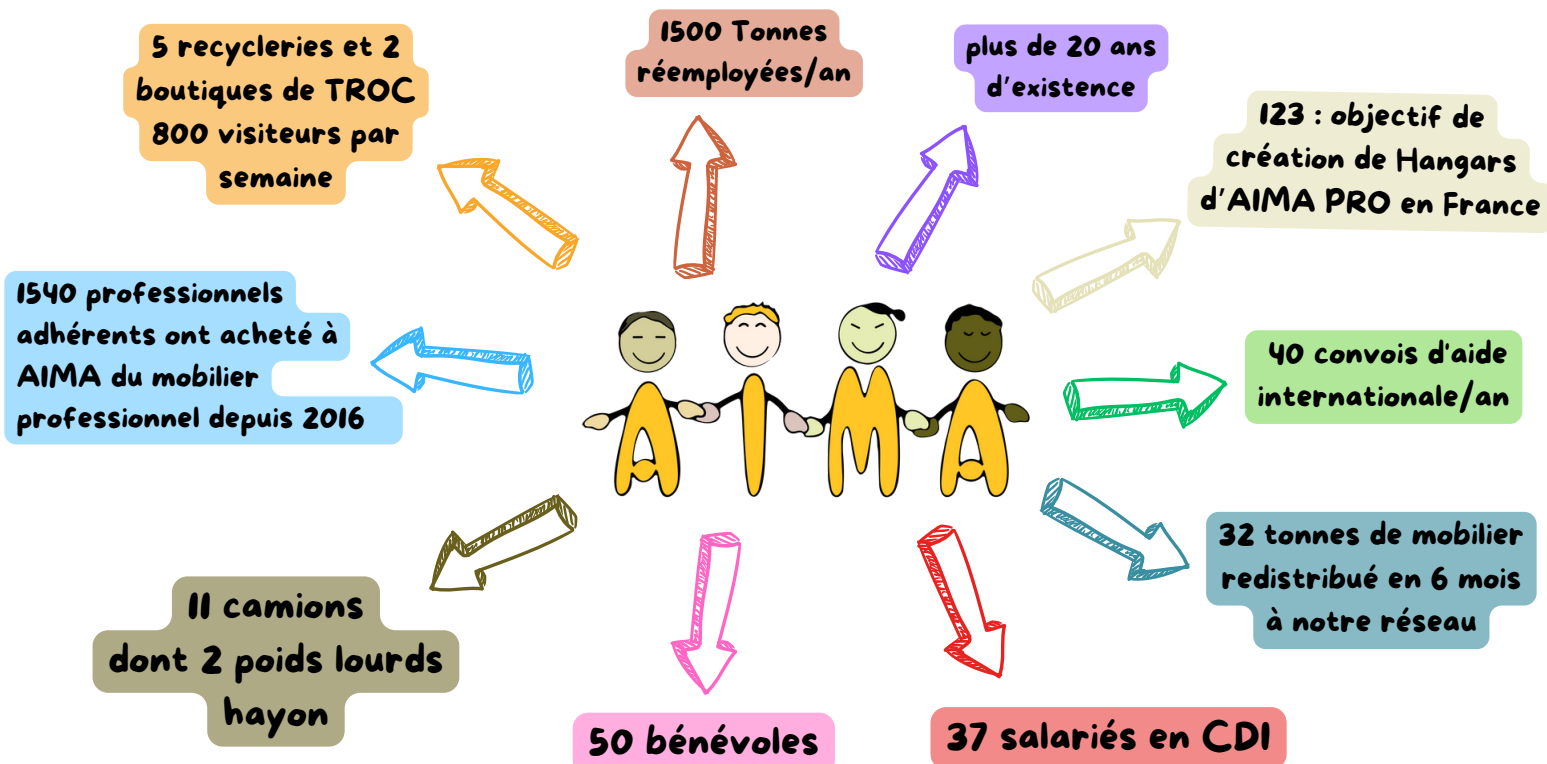 5 recycleries et 2
boutiques de TROC
800 visiteurs par
semaine
1500 Tonnes
réemployées/an
plus de 20 ans
d'existence
123 : objectif de
création de Hangars
d'AIMA PRO en France
1540 professionnels
adhérents ont acheté à
AIMA du mobilier
professionnel depuis 2016
AIMA
40 convois d'aide
internationale/an
32 tonnes de mobilier
redistribué en 6 mois
à notre réseau
11 camions
dont 2 poids lourds
hayon
50 bénévoles
37 salariés en CDI